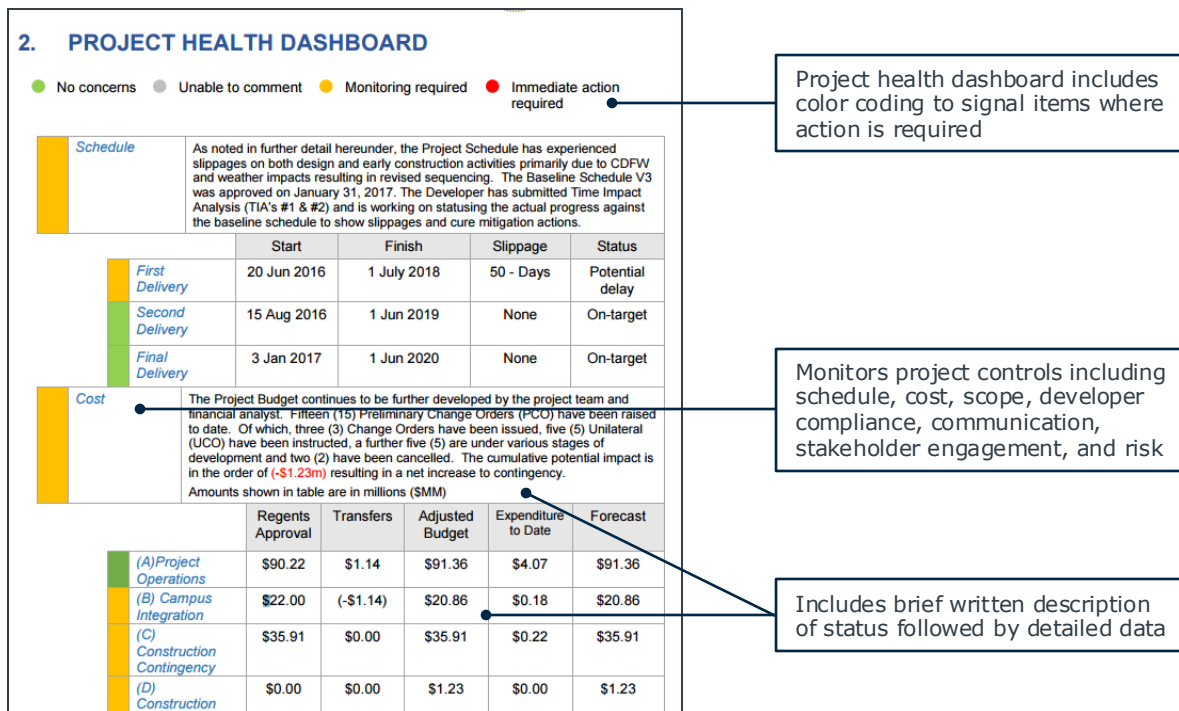 2. PROJECT HEALTH DASHBOARD
No concerns Unable to comment Monitoring required Immediate action
required
Project health dashboard includes
color coding to signal items where
action is required
Schedule
As noted in further detail hereunder, the Project Schedule has experienced
slippages on both design and early construction activities primarily due to CDFW
and weather impacts resulting in revised sequencing. The Baseline Schedule V3
was approved on January 31, 2017. The Developer has submitted Time Impact
Analysis (TIA's #1 & #2) and is working on statusing the actual progress against
the baseline schedule to show slippages and cure mitigation actions.
Start Finish Slippage Status
First
Delivery
20 Jun 2016 1 July 2018 50 - Days Potential
delay
Second
Delivery
15 Aug 2016 1 Jun 2019 None On-target
Final
Delivery
3 Jan 2017 1 Jun 2020 None On-target
Monitors project controls including
schedule, cost, scope, developer
compliance, communication,
stakeholder engagement, and risk
Cost
The Project Budget continues to be further developed by the project team and
financial analyst. Fifteen (15) Preliminary Change Orders (PCO) have been raised
to date. Of which, three (3) Change Orders have been issued, five (5) Unilateral
(UCO) have been instructed, a further five (5) are under various stages of
development and two (2) have been cancelled. The cumulative potential impact is
in the order of (-$1.23m) resulting in a net increase to contingency.
Amounts shown in table are in millions ($MM)
Regents
Approval
Transfers
Adjusted
Budget
Expenditure
to Date
Forecast
(A)Project
Operations
$90.22 $1.14 $91.36 $4.07 $91.36
(B) Campus
Integration
$22.00 (-$1.14) $20.86 $0.18 $20.86
(C)
Construction
Contingency
$35.91 $0.00 $35.91 $0.22 $35.91
(D)
Construction
$0.00 $0.00 $1.23 $0.00 $1.23
Includes brief written description
of status followed by detailed data